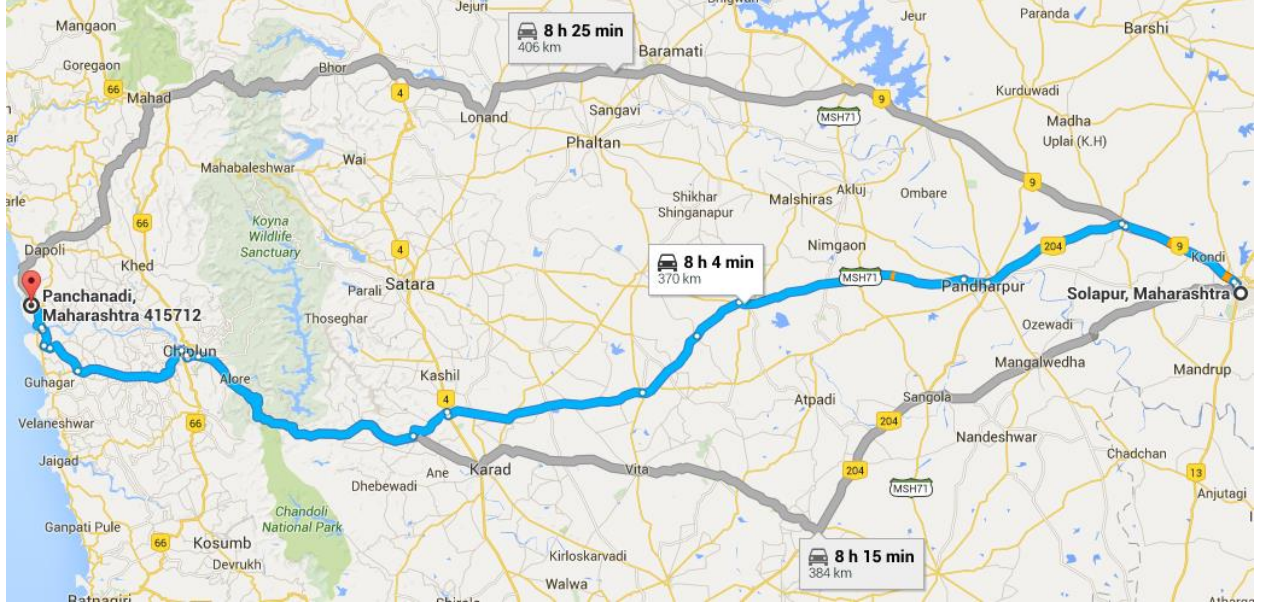 Jejuri
Jeur
Paranda
Barshi
Mangaon
8 h 25 min
406 km
Baramati
Goregaon
66
Mahad
Bhor
4
Lonand
Sangavi
9
MSH71
Kurduwadi
Madha
Uplai (K.H)
Phaltan
Wai
Mahabaleshwar
9
Shikhar
Shinganapur
Malshiras
Akluj
Ombare
66
Koyna
Wildlife
Sanctuary
4
Dapoli
Khed
8 h 4 min
370 km
Nimgaon
204
9
Kondi
Satara
Parali
MSH71
Pandharpur
Panchanadi,
Maharashtra 415712
Solapur, Maharashtra
Thoseghar
Ozewadi
Chiplun
Mangalwedha
Mandrup
Guhagar
Alore
Kashil
4
Atpadi
Sangola
Velaneshwar
66
204
Nandeshwar
Jaigad
Ane
Karad
Vita
204
Chadchan
13
Dhebewadi
MSH71
Anjutagi
Chandoli
National Park
Ganpati Pule
66
Kosumb
Devrukh
Kirloskarvadi
8 h 15 min
384 km
Walwa
Ratnagiri